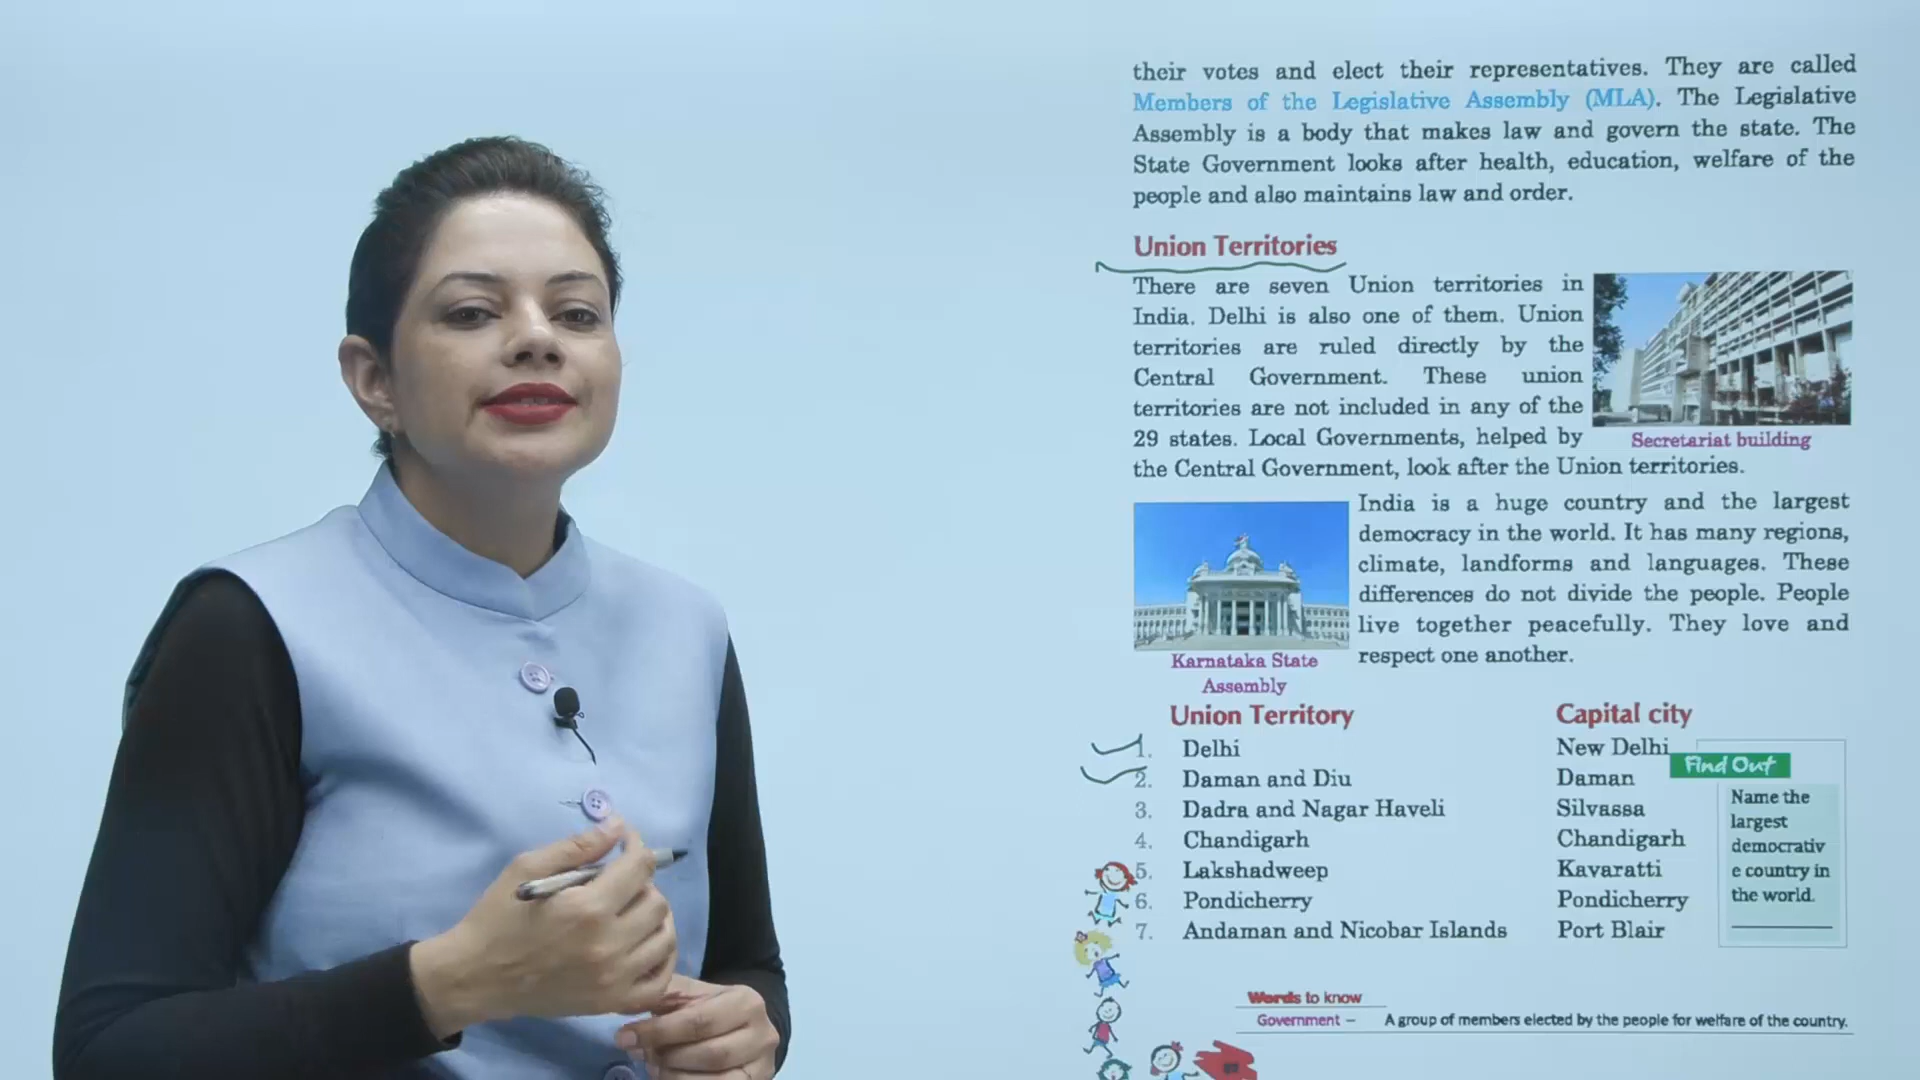 their votes and elect their representatives. They are called
Members of the Legislative Assembly (MLA). The Legislative
Assembly is a body that makes law and govern the state. The
State Government looks after health, education, welfare of the
people and also maintains law and order.
Union Territories
There are seven Union territories in
India. Delhi is also one of them. Union
territories are ruled directly by the
Central Government. These union
territories are not included in any of the
29 states. Local Governments, helped by
the Central Government, look after the Union territories.
Secretariat building
India is a huge country and the largest
democracy in the world. It has many regions,
climate, landforms and languages. These
differences do not divide the people. People
live together peacefully. They love and
respect one another.
Karnataka State
Assembly
Union Territory Capital city
1. Delhi New Delhi
2. Daman and Diu Daman
3. Dadra and Nagar Haveli Silvassa
4. Chandigarh Chandigarh
5. Lakshadweep Kavaratti
6. Pondicherry Pondicherry
7. Andaman and Nicobar Islands Port Blair
Find Out
Name the
largest
democrativ
e country in
the world.
Words to know
Government – A group of members elected by the people for welfare of the country.